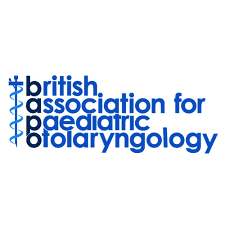 british
association for
paediatric
otolaryngology